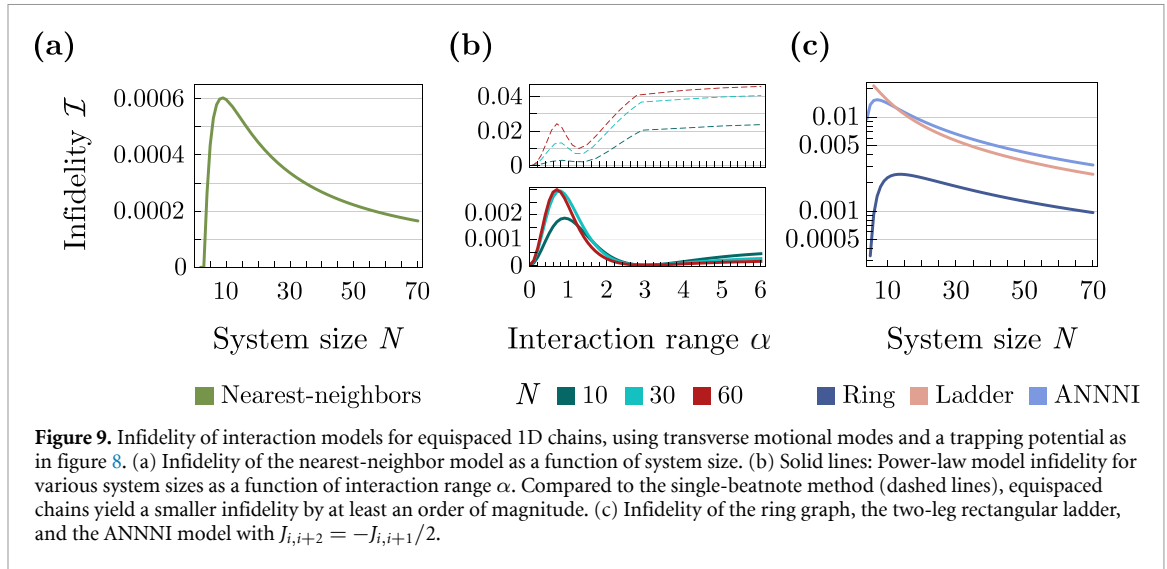 (a)
(b)
(c)
Infidelity I
0.0006
0.0004
0.0002
0
10
30
50
70
System size N
Nearest-neighbors
0.04
0.02
0
0.002
0.001
0
0
1
2
3
4
5
6
Interaction range α
N 10 30 60
0.01
0.005
0.001
0.0005
10
30
50
70
System size N
Ring Ladder ANNNI
Figure 9. Infidelity of interaction models for equispaced 1D chains, using transverse motional modes and a trapping potential as
in figure 8. (a) Infidelity of the nearest-neighbor model as a function of system size. (b) Solid lines: Power-law model infidelity for
various system sizes as a function of interaction range α. Compared to the single-beatnote method (dashed lines), equispaced
chains yield a smaller infidelity by at least an order of magnitude. (c) Infidelity of the ring graph, the two-leg rectangular ladder,
and the ANNNI model with J_{i,i+2} = −J_{i,i+1}/2.